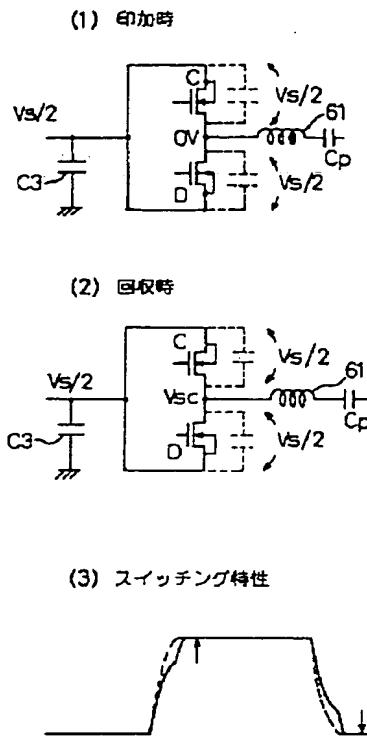 (1) 印加時
C
Vs/2
Vs/2
61
0V
C3
Cp
D
Vs/2
(2) 回収時
C
Vs/2
Vs/2
61
Vsc
C3
Cp
D
Vs/2
(3) スイッチング特性